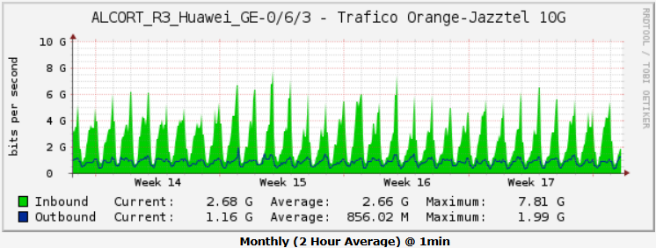 ALCORT_R3_Huawei_GE-0/6/3 - Trafico Orange-Jazztel 10G
RRDTOOL / TOBI OETIKER
bits per second
10 G
8 G
6 G
4 G
2 G
0
Week 14 Week 15 Week 16 Week 17
Inbound Current: 2.68 G Average: 2.66 G Maximum: 7.81 G
Outbound Current: 1.16 G Average: 856.02 M Maximum: 1.99 G
Monthly (2 Hour Average) @ 1min